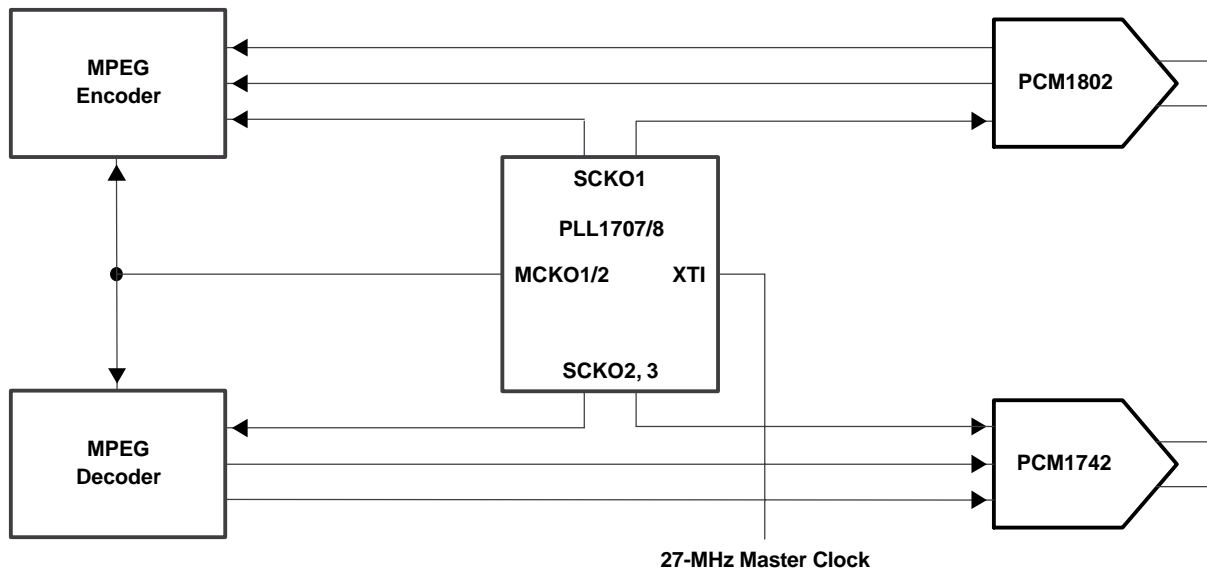 MPEG
Encoder
PCM1802
SCKO1
PLL1707/8
MCKO1/2
XTI
SCKO2, 3
MPEG
Decoder
PCM1742
27-MHz Master Clock